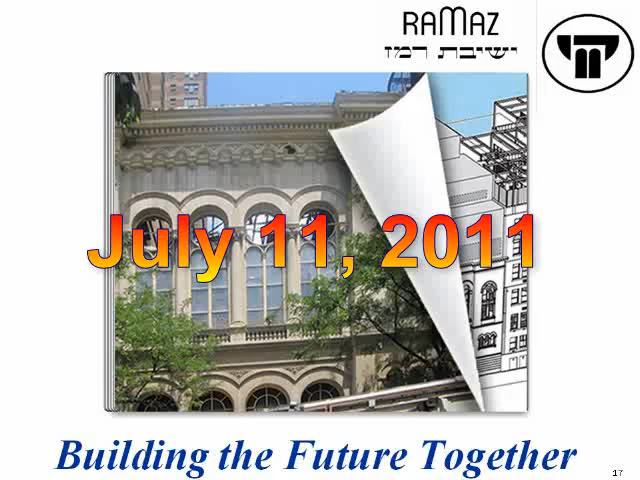 RAMAZ
ישיבת רמז
July 11, 2011
Building the Future Together
17